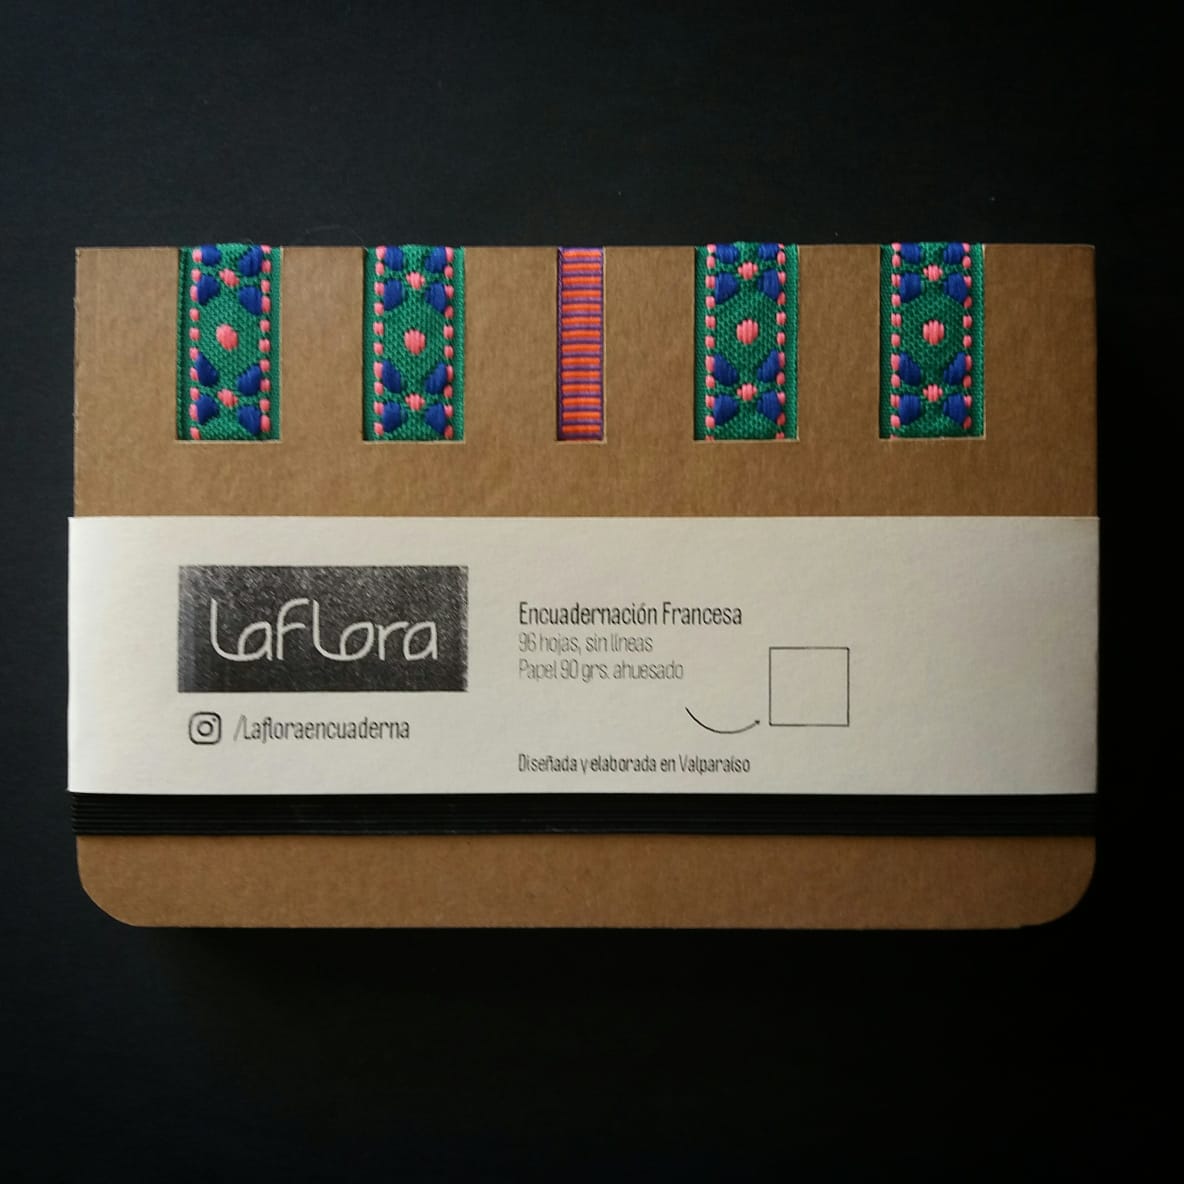 Laflora
/Lafloraencuaderna
Encuadernación Francesa
96 hojas, sin líneas
Papel 90 grs. ahuesado
Diseñada y elaborada en Valparaíso